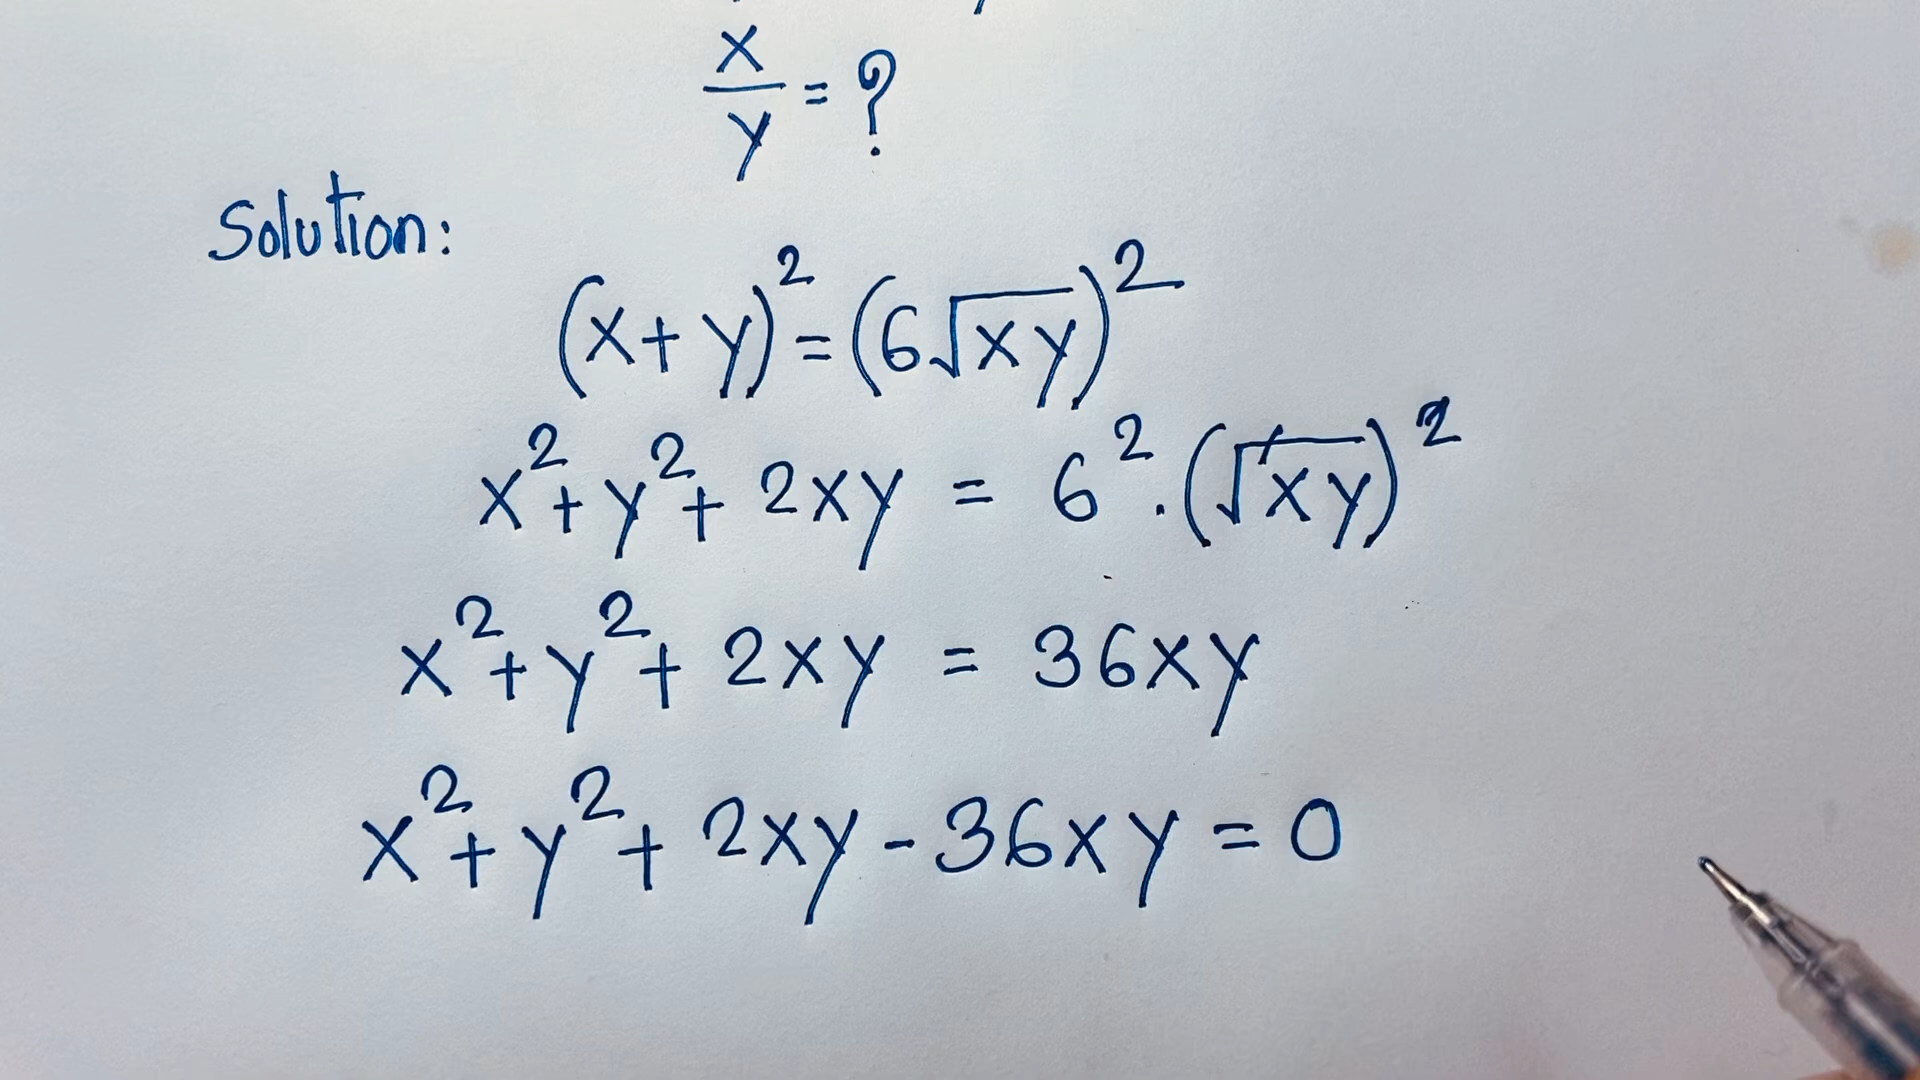 x/y = ?
Solution:
(x+y)² = (6√xy)²
x²+y²+2xy = 6².(√xy)²
x²+y²+2xy = 36xy
x²+y²+2xy-36xy=0